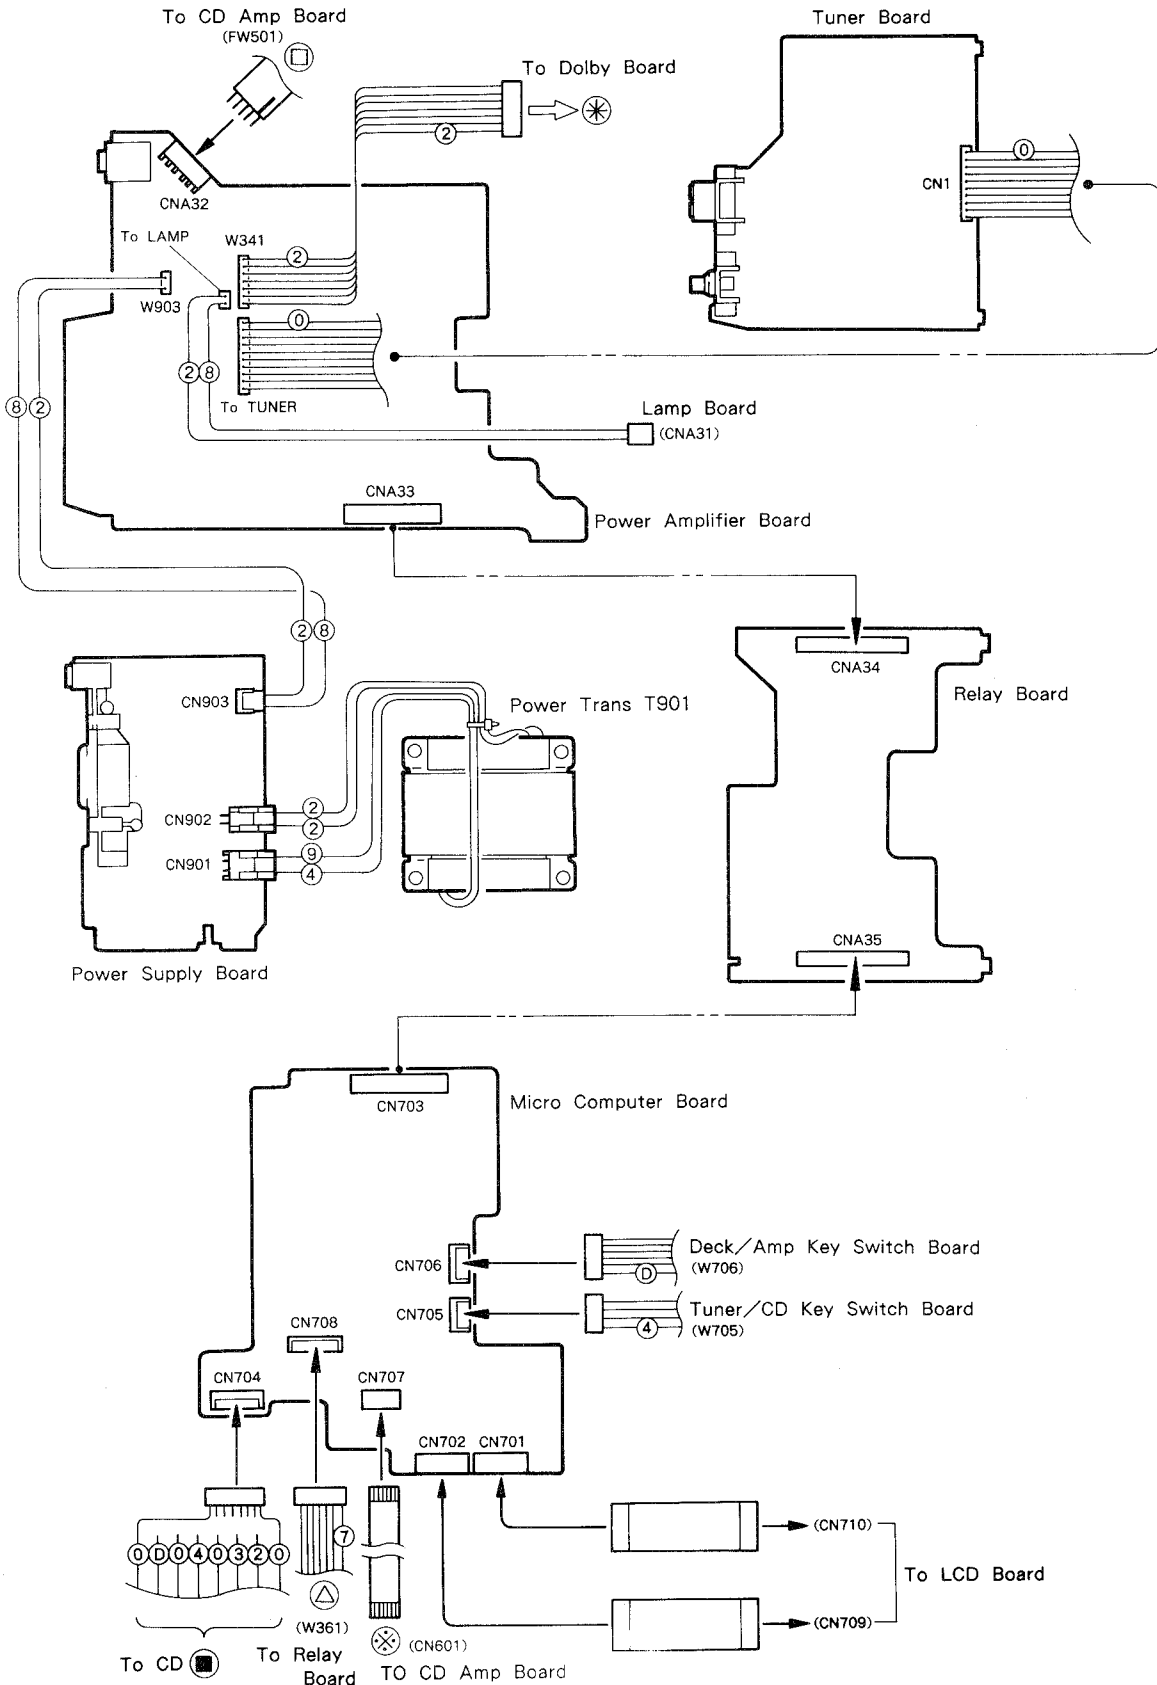 To CD Amp Board
(FW501)
Tuner Board
To Dolby Board
2
0
CN1
CNA32
To LAMP
W341
2
W903
0
2 8
8 2
To TUNER
Lamp Board
(CNA31)
CNA33
Power Amplifier Board
2 8
CNA34
Relay Board
CN903
Power Trans T901
CN902
2
2
CN901
9
4
CNA35
Power Supply Board
CN703
Micro Computer Board
CN706
Deck/Amp Key Switch Board
(W706)
D
CN705
Tuner/CD Key Switch Board
(W705)
4
CN708
CN704
CN707
CN702 CN701
0 D 0 4 0 3 2 0
7
(CN710)
To LCD Board
(CN709)
(W361)
(CN601)
To CD
To Relay
Board
TO CD Amp Board